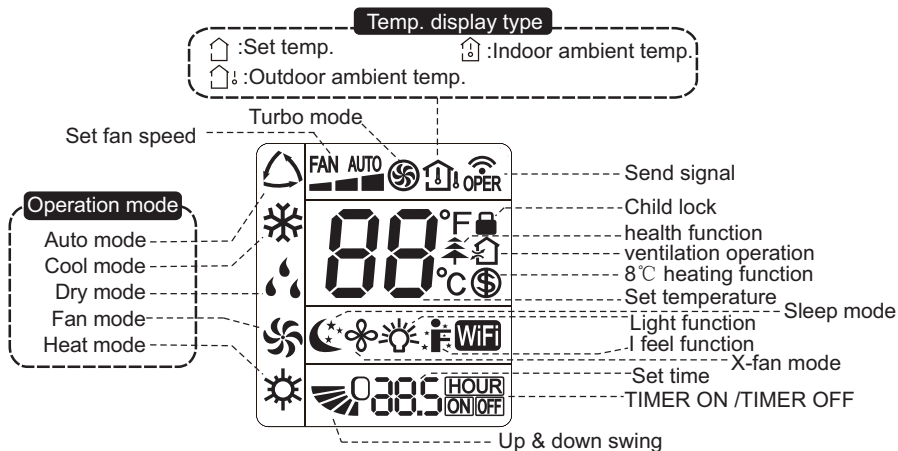 Temp. display type
:Set temp.
:Indoor ambient temp.
:Outdoor ambient temp.
Turbo mode
Set fan speed
FAN AUTO
OPER
Send signal
Operation mode
Auto mode
Cool mode
Dry mode
Fan mode
Heat mode
88
°F
°C
Child lock
health function
ventilation operation
8℃ heating function
Set temperature
Sleep mode
WiFi
Light function
I feel function
X-fan mode
Set time
038.5
HOUR
ON OFF
TIMER ON /TIMER OFF
Up & down swing